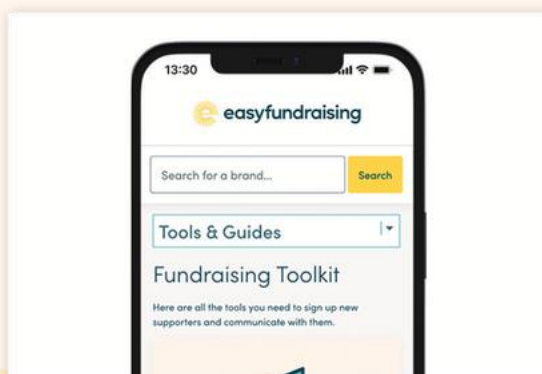 13:30
easyfundraising
Search for a brand...
Search
Tools & Guides
Fundraising Toolkit
Here are all the tools you need to sign up new
supporters and communicate with them.